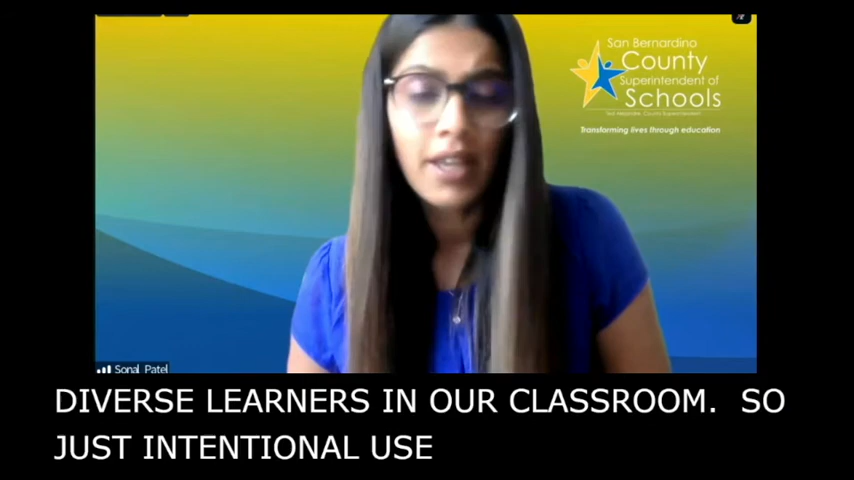 San Bernardino
County
Superintendent of
Schools
Transforming lives through education
Sonal Patel
DIVERSE LEARNERS IN OUR CLASSROOM.  SO
JUST INTENTIONAL USE